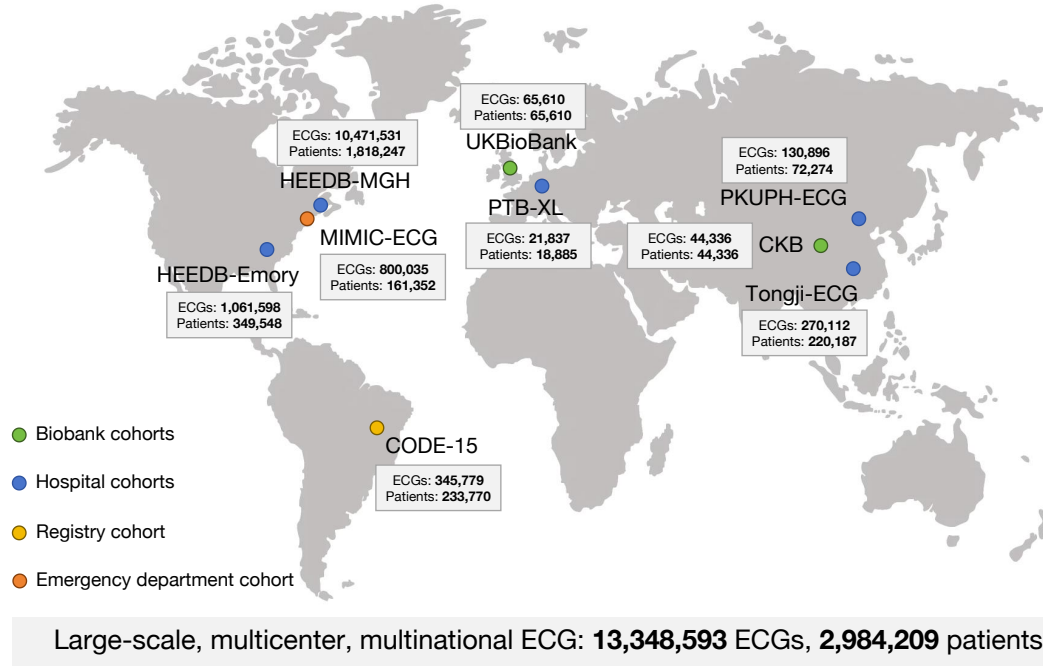 ECGs: 65,610
Patients: 65,610
UKBioBank
ECGs: 10,471,531
Patients: 1,818,247
HEEDB-MGH
ECGs: 130,896
Patients: 72,274
PKUPH-ECG
PTB-XL
ECGs: 21,837
Patients: 18,885
MIMIC-ECG
ECGs: 800,035
Patients: 161,352
ECGs: 44,336
Patients: 44,336
CKB
HEEDB-Emory
ECGs: 1,061,598
Patients: 349,548
Tongji-ECG
ECGs: 270,112
Patients: 220,187
CODE-15
ECGs: 345,779
Patients: 233,770
Biobank cohorts
Hospital cohorts
Registry cohort
Emergency department cohort
Large-scale, multicenter, multinational ECG: 13,348,593 ECGs, 2,984,209 patients